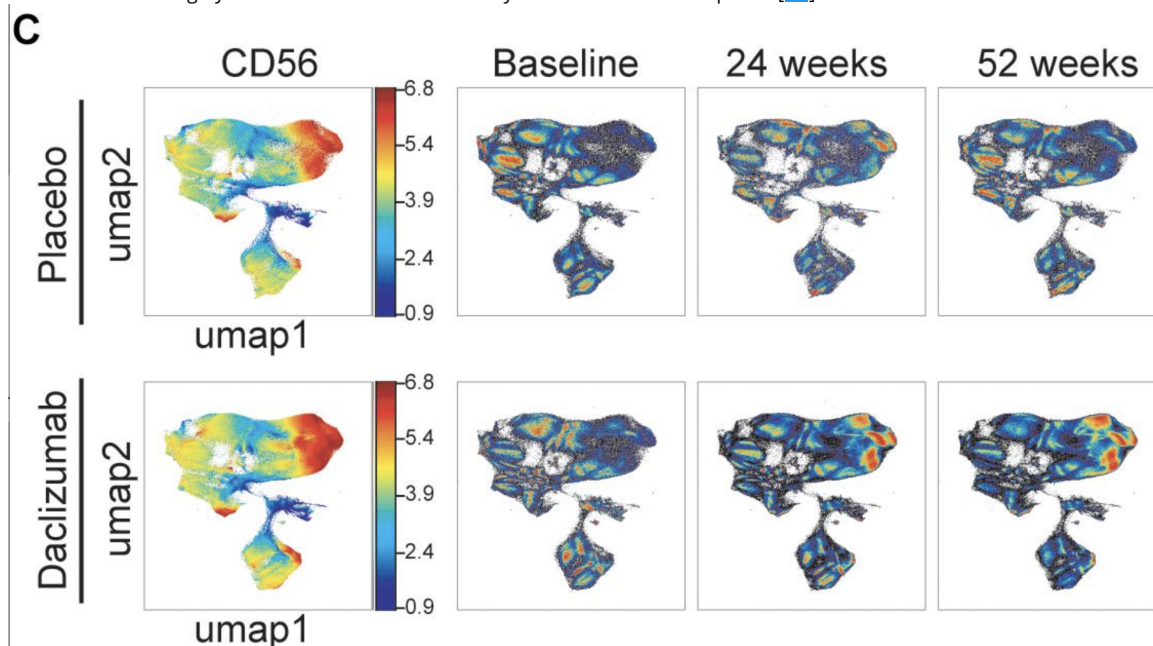 C
CD56 Baseline 24 weeks 52 weeks
Placebo
umap2
6.8
5.4
3.9
2.4
0.9
umap1
Daclizumab
umap2
6.8
5.4
3.9
2.4
0.9
umap1